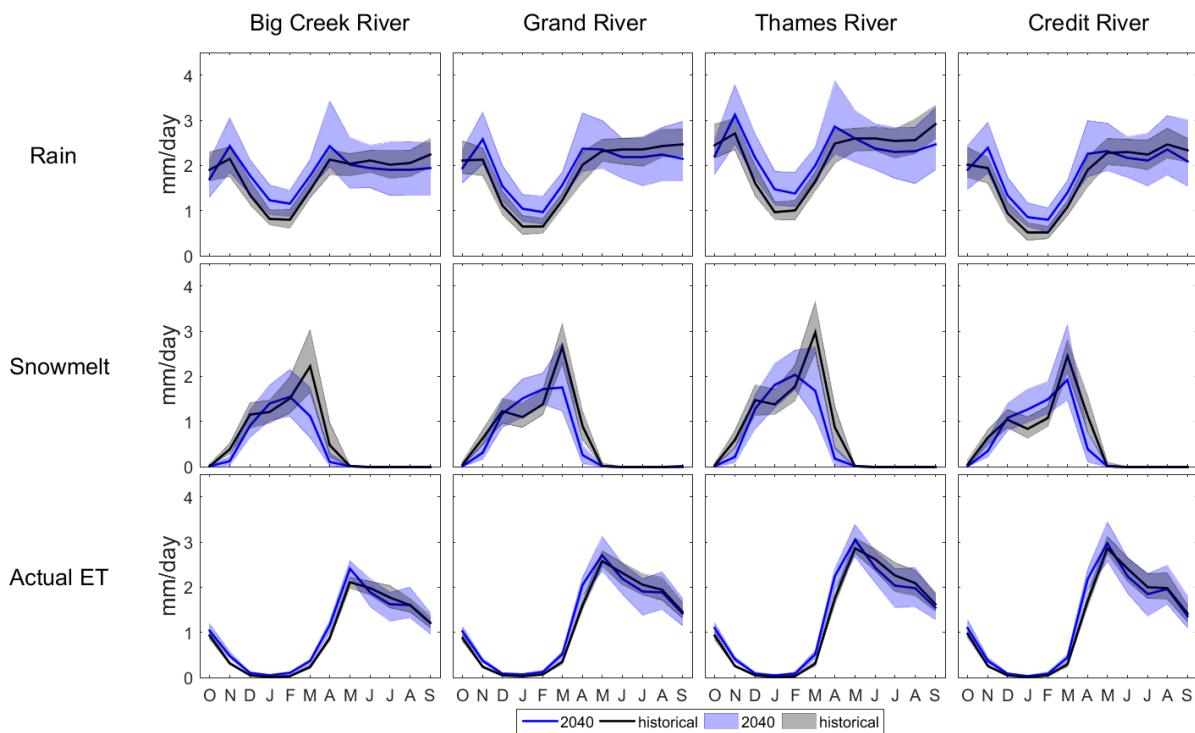 Big Creek River Grand River Thames River Credit River
Rain
mm/day
4
3
2
1
0
Snowmelt
mm/day
4
3
2
1
0
Actual ET
mm/day
4
3
2
1
0
O N D J F M A M J J A S O N D J F M A M J J A S O N D J F M A M J J A S O N D J F M A M J J A S
2040 historical 2040 historical